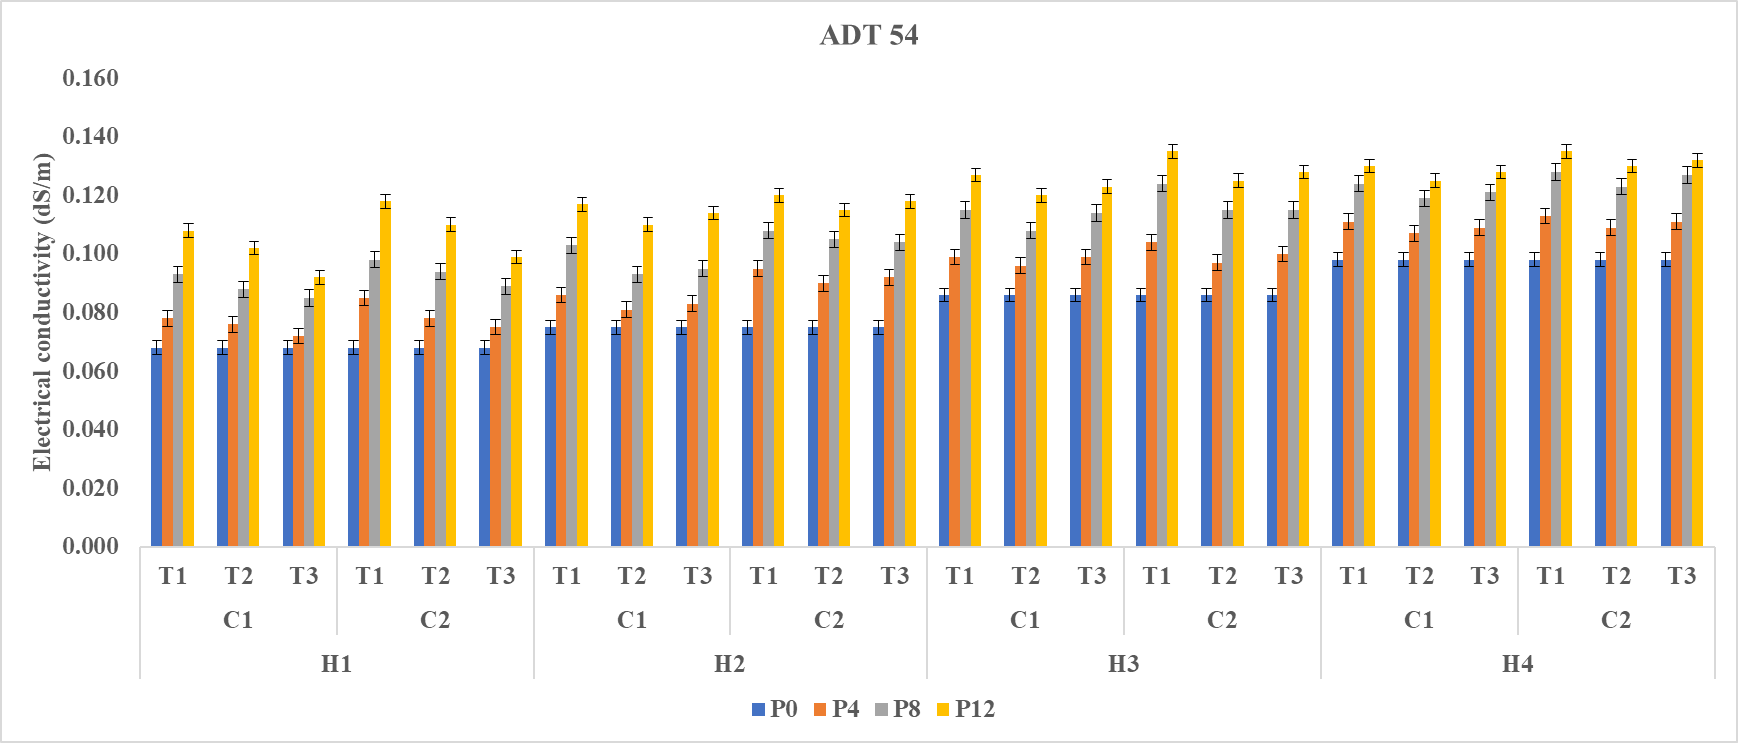 ADT 54
Electrical conductivity (dS/m)
0.160
0.140
0.120
0.100
0.080
0.060
0.040
0.020
0.000
T1 T2 T3 T1 T2 T3 T1 T2 T3 T1 T2 T3 T1 T2 T3 T1 T2 T3 T1 T2 T3 T1 T2 T3
C1 C2 C1 C2 C1 C2 C1 C2
H1 H2 H3 H4
P0 P4 P8 P12